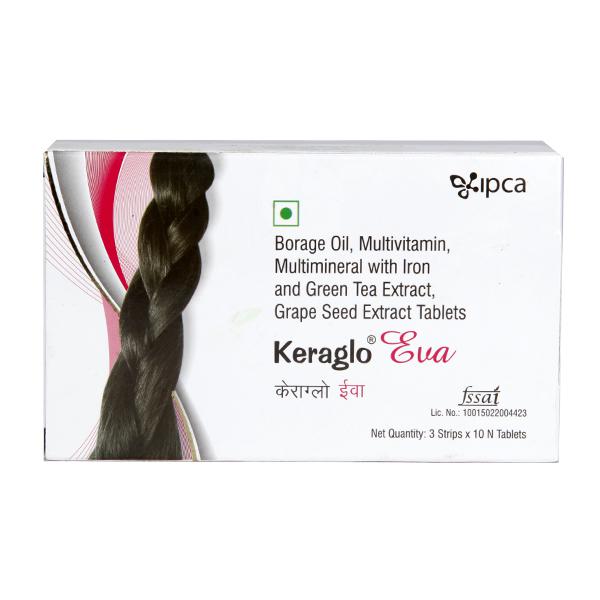 ipca
Borage Oil, Multivitamin,
Multimineral with Iron
and Green Tea Extract,
Grape Seed Extract Tablets
Keraglo® Eva
केराग्लो ईवा
fssai
Lic. No.: 10015022004423
Net Quantity: 3 Strips x 10 N Tablets